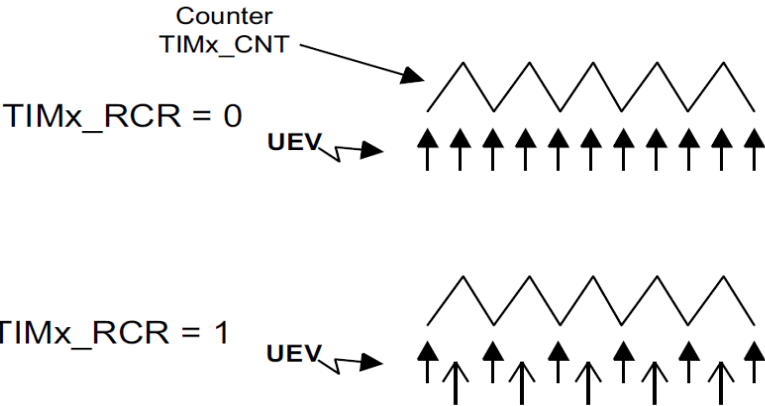 Counter
TIMx_CNT
TIMx_RCR = 0
UEV
TIMx_RCR = 1
UEV